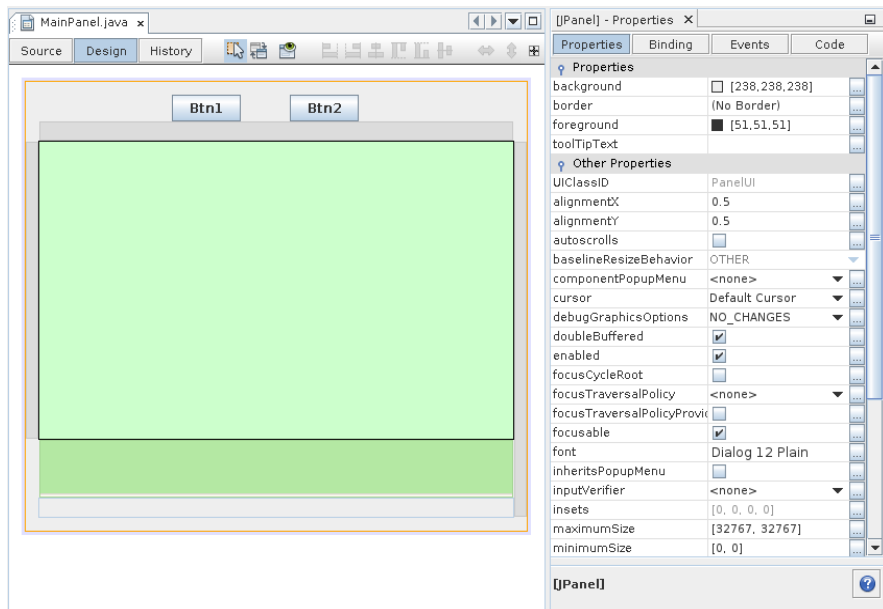 MainPanel.java x
Source Design History
Btn1 Btn2
[JPanel] - Properties
Properties Binding Events Code
Properties
background [238,238,238] ...
border (No Border) ...
foreground [51,51,51] ...
toolTipText ...
Other Properties
UIClassID PanelUI ...
alignmentX 0.5 ...
alignmentY 0.5 ...
autoscrolls ...
baselineResizeBehavior OTHER
componentPopupMenu <none> ...
cursor Default Cursor ...
debugGraphicsOptions NO_CHANGES ...
doubleBuffered ...
enabled ...
focusCycleRoot ...
focusTraversalPolicy <none> ...
focusTraversalPolicyProvi ...
focusable ...
font Dialog 12 Plain ...
inheritsPopupMenu ...
inputVerifier <none> ...
insets [0, 0, 0, 0] ...
maximumSize [32767, 32767] ...
minimumSize [0, 0] ...
[JPanel] ?